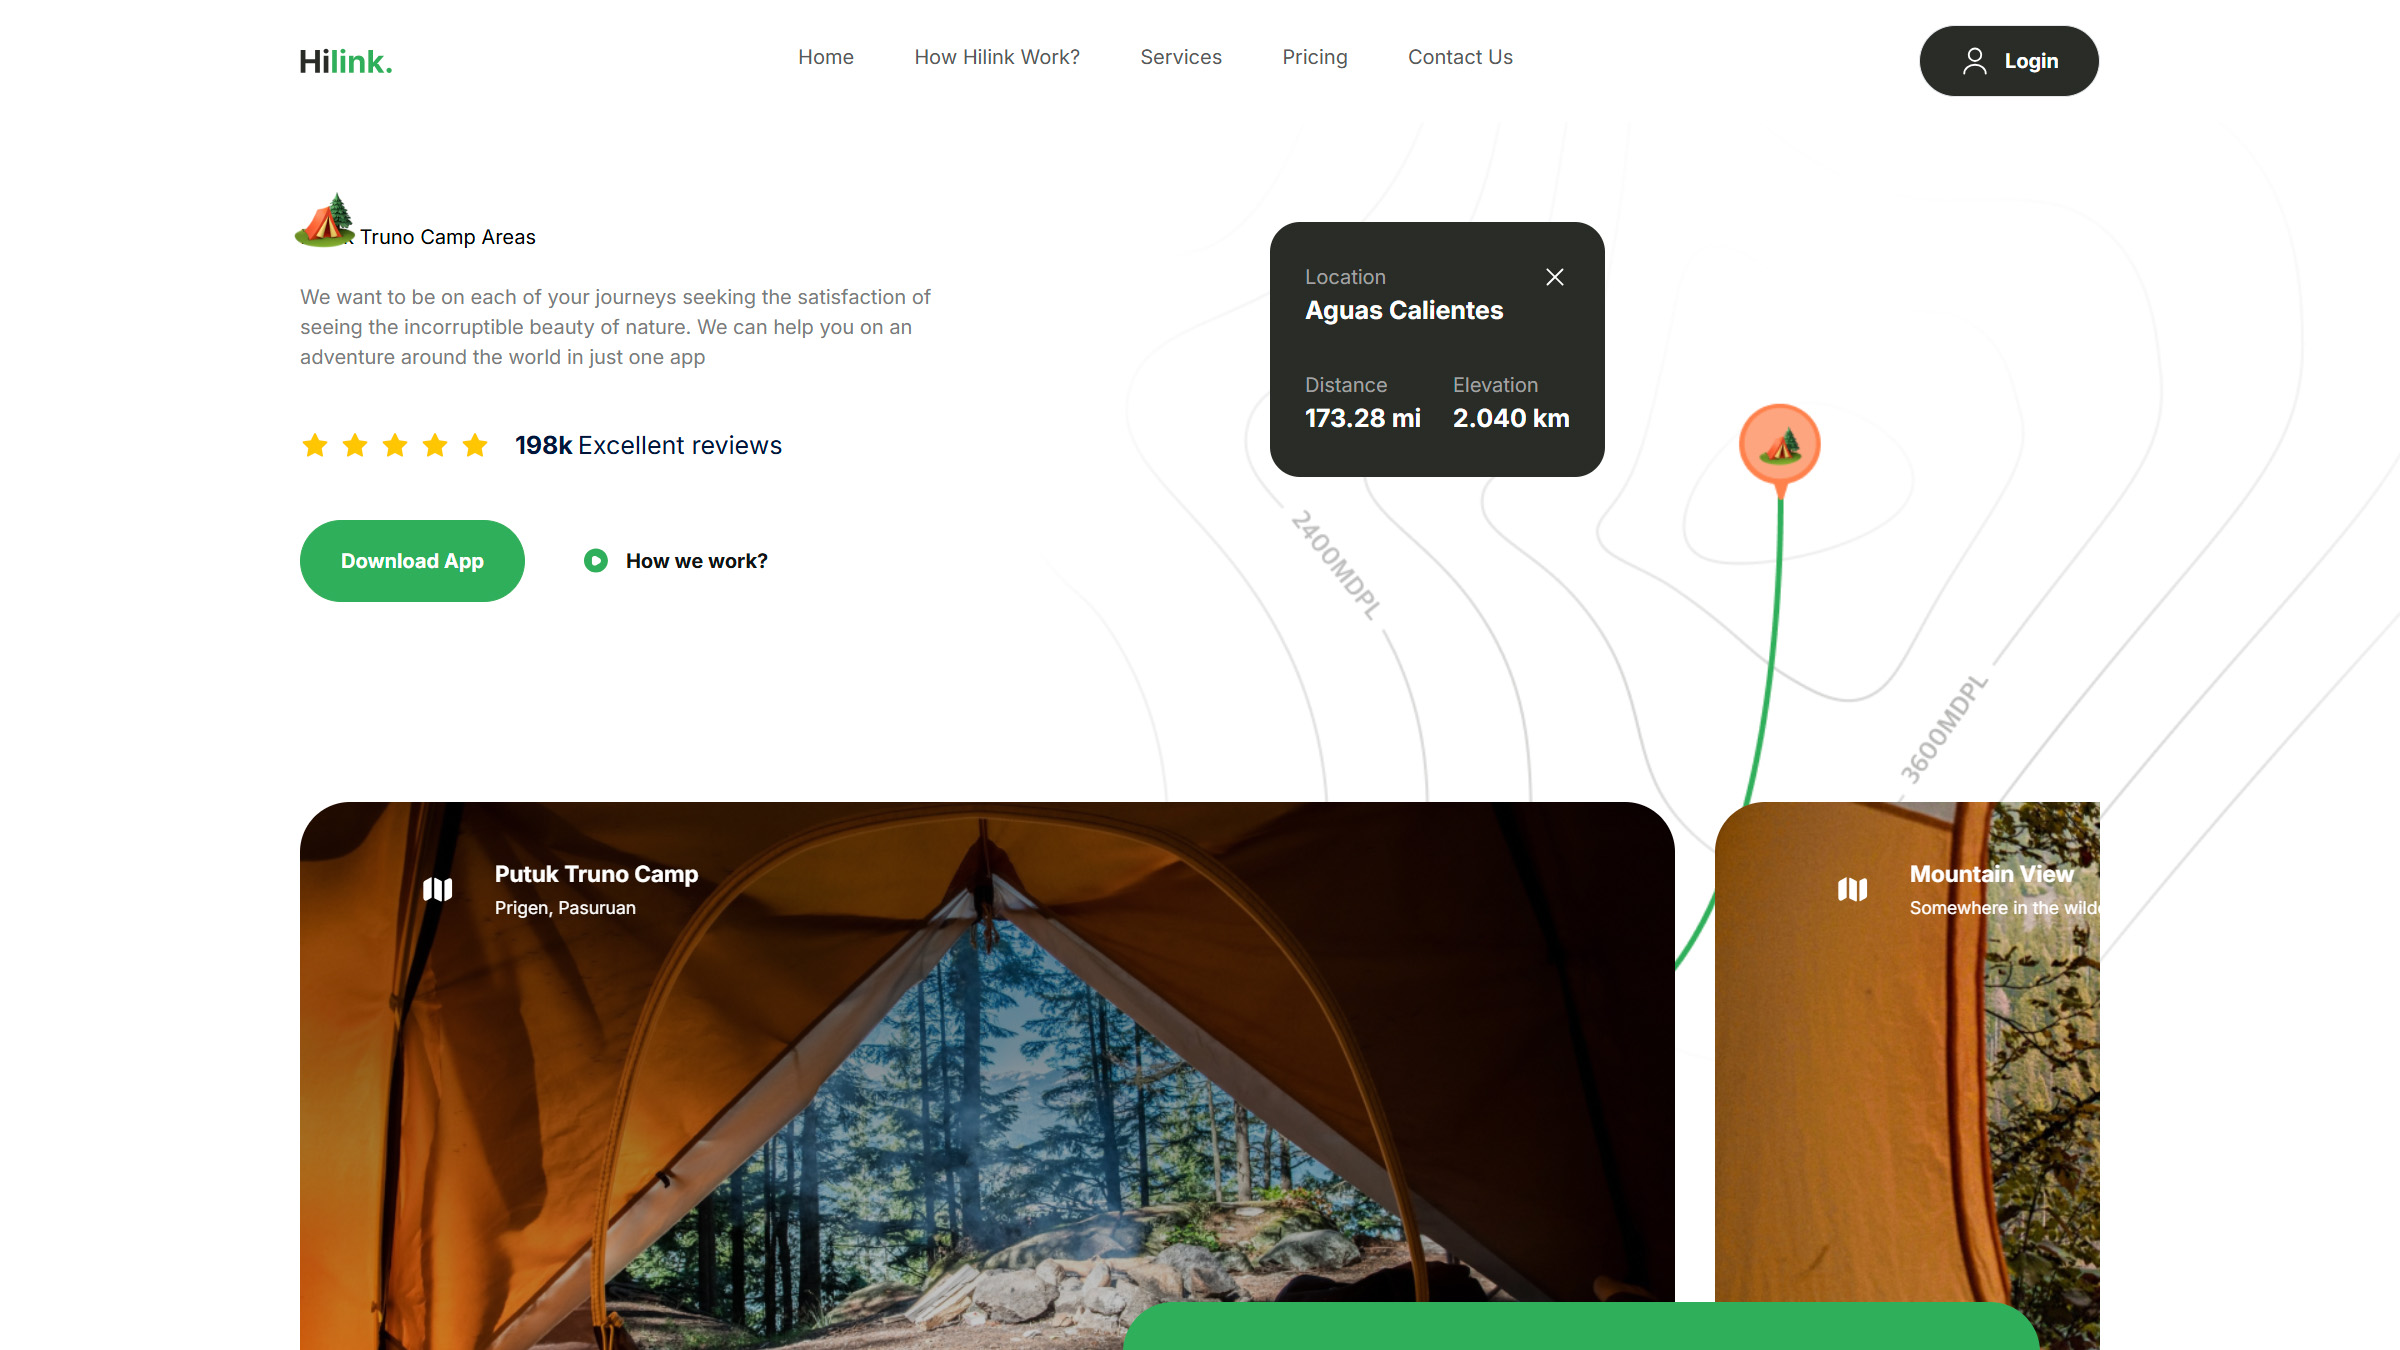 Hilink.
Home
How Hilink Work?
Services
Pricing
Contact Us
Login
Truno Camp Areas
We want to be on each of your journeys seeking the satisfaction of
seeing the incorruptible beauty of nature. We can help you on an
adventure around the world in just one app
198k Excellent reviews
Download App
How we work?
Location
Aguas Calientes
Distance
Elevation
173.28 mi
2.040 km
2400MDPL
3600MDPL
Putuk Truno Camp
Prigen, Pasuruan
Mountain View
Somewhere in the